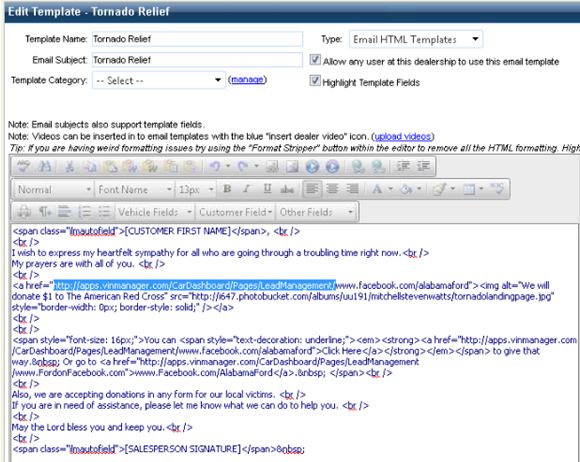 Edit Template - Tornado Relief
Template Name: Tornado Relief Type: Email HTML Templates
Email Subject: Tornado Relief Allow any user at this dealership to use this email template
Template Category: -- Select -- (manage) Highlight Template Fields
Note: Email subjects also support template fields.
Note: Videos can be inserted in to email templates with the blue "insert dealer video" icon. (upload videos)
Tip: If you are having weird formatting issues try using the "Format Stripper" button within the editor to remove all the HTML formatting. High
Normal Font Name 13px B I U abc
Vehicle Fields Customer Field Other Fields
<span class="ilmautofield">[CUSTOMER FIRST NAME]</span>, <br />
<br />
I wish to express my heartfelt sympathy for all who are going through a troubling time right now.<br />
My prayers are with all of you. <br />
<br />
<a href="http://apps.vinmanager.com/CarDashboard/Pages/LeadManagement/www.facebook.com/alabamaford"><img alt="We will
donate $1 to The American Red Cross" src="http://i647.photobucket.com/albums/uu191/mitchellstevenwatts/tornadolandingpage.jpg"
style="border-width: 0px; border-style: solid;" /></a>
<br />
<br />
<span style="font-size: 16px;">You can <span style="text-decoration: underline;"><em><strong><a href="http://apps.vinmanager.com
/CarDashboard/Pages/LeadManagement/www.facebook.com/alabamaford">Click Here</a></strong></em></span> to give that
way.&nbsp; Or go to <a href="http://apps.vinmanager.com/CarDashboard/Pages/LeadManagement
/www.FordonFacebook.com">www.Facebook.com/AlabamaFord</a>.&nbsp; </span><br />
<br />
Also, we are accepting donations in any form for our local victims. <br />
If you are in need of assistance, please let me know what we can do to help you. <br />
<br />
May the Lord bless you and keep you.<br />
<br />
<span class="ilmautofield">[SALESPERSON SIGNATURE]</span>&nbsp;